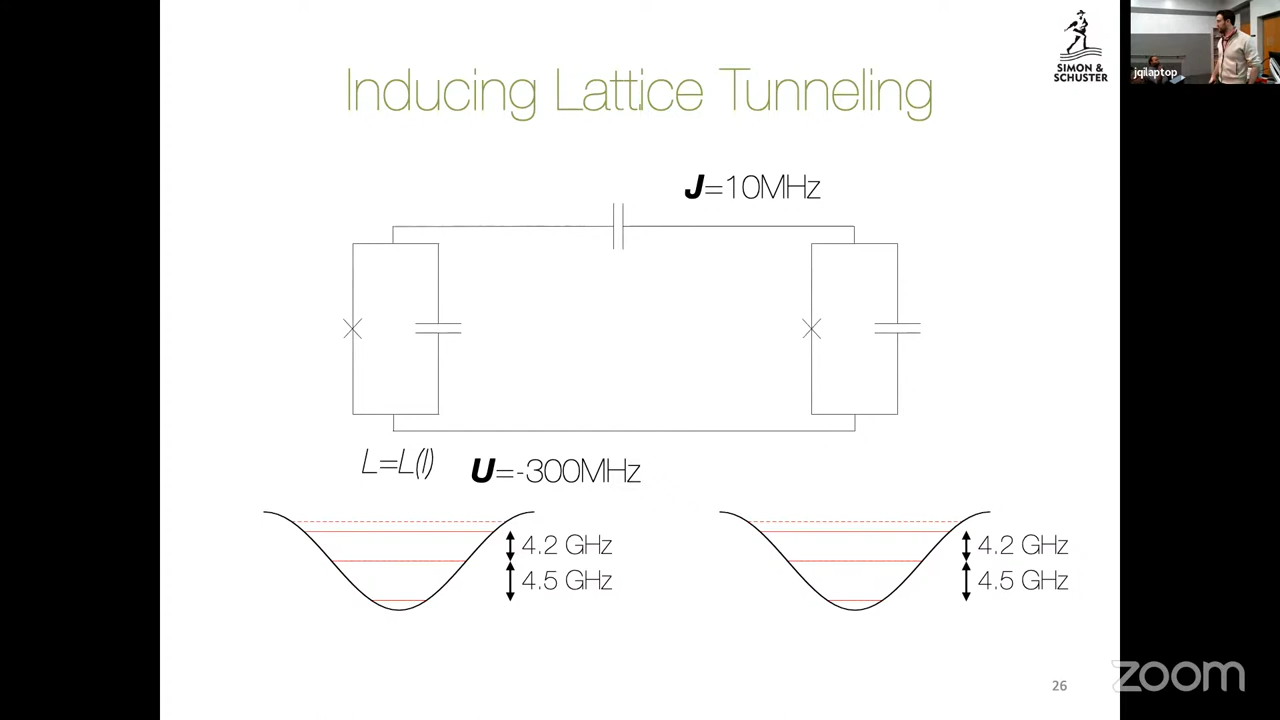 SIMON &
SCHUSTER
jqilaptop
Inducing Lattice Tunneling
J=10MHz
L=L(I)
U=-300MHz
4.2 GHz
4.5 GHz
4.2 GHz
4.5 GHz
26
zoom